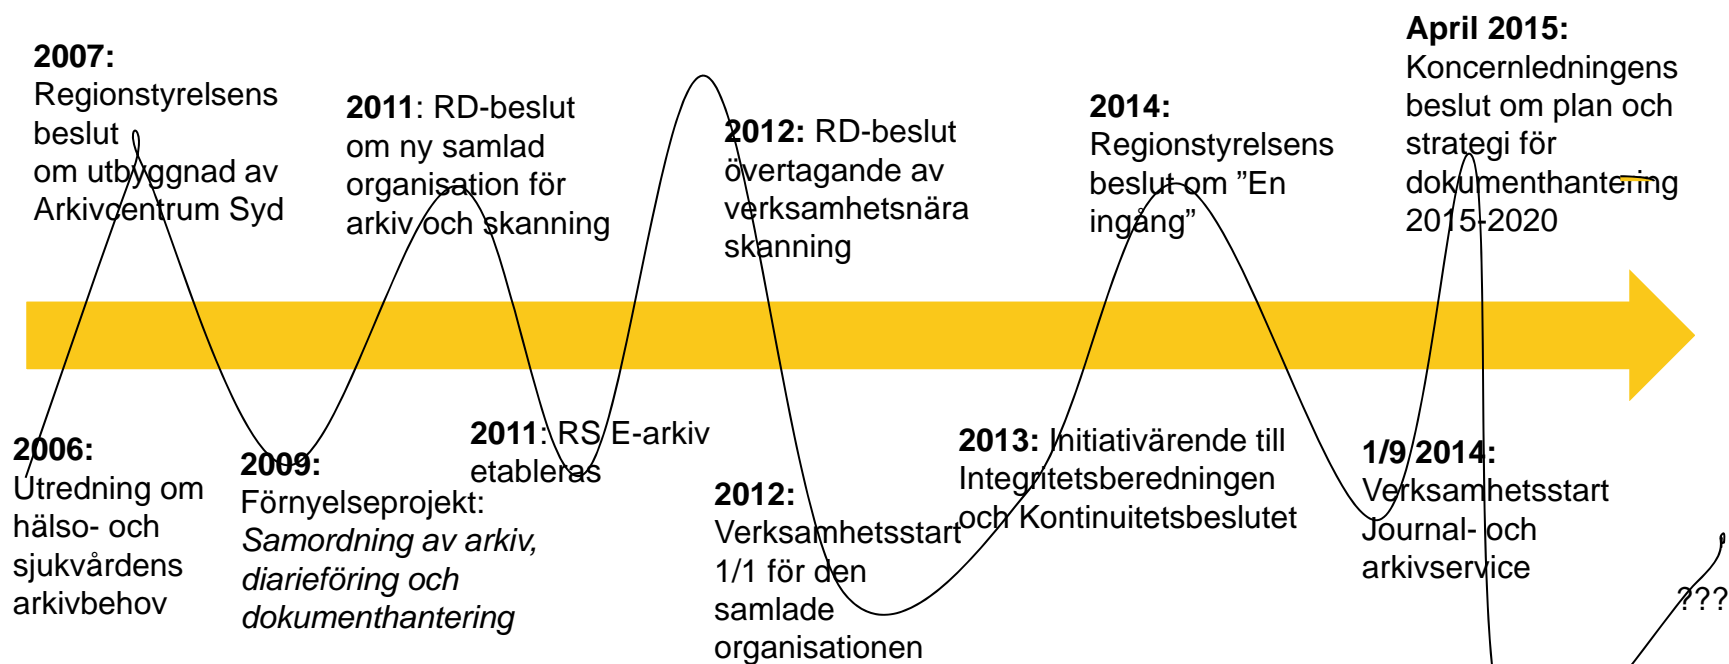 2007:
Regionstyrelsens
beslut
om utbyggnad av
Arkivcentrum Syd
2011: RD-beslut
om ny samlad
organisation för
arkiv och skanning
2012: RD-beslut
övertagande av
verksamhetsnära
skanning
2014:
Regionstyrelsens
beslut om ”En
ingång”
April 2015:
Koncernledningens
beslut om plan och
strategi för
dokumenthantering
2015-2020
2006:
Utredning om
hälso- och
sjukvårdens
arkivbehov
2009:
Förnyelseprojekt:
Samordning av arkiv,
diarieföring och
dokumenthantering
2011: RS E-arkiv
etableras
2012:
Verksamhetsstart
1/1 för den
samlade
organisationen
2013: Initiativärende till
Integritetsberedningen
och Kontinuitetsbeslutet
1/9 2014:
Verksamhetsstart
Journal- och
arkivservice
???